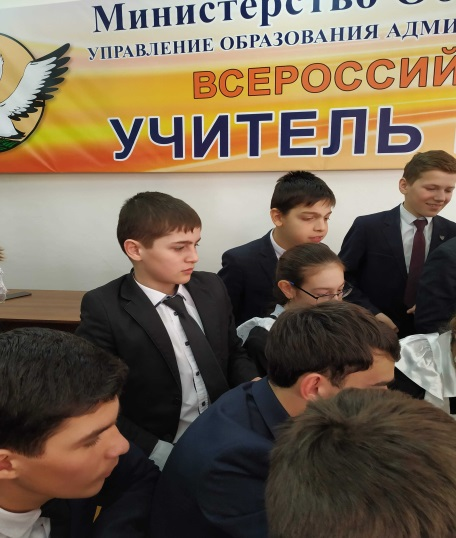 Министерство О
УПРАВЛЕНИЕ ОБРАЗОВАНИЯ АДМИ
ВСЕРОССИЙ
УЧИТЕЛЬ